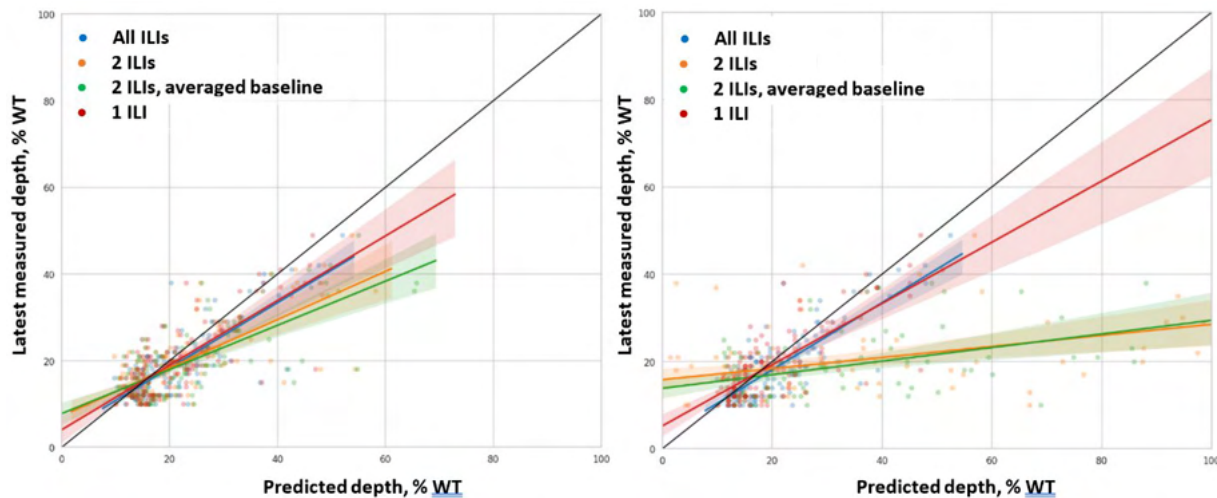 100
80
60
40
20
0
Latest measured depth, % WT
All ILIs
2 ILIs
2 ILIs, averaged baseline
1 ILI
0
20
40
60
80
100
Predicted depth, % WT
100
80
60
40
20
0
Latest measured depth, % WT
All ILIs
2 ILIs
2 ILIs, averaged baseline
1 ILI
0
20
40
60
80
100
Predicted depth, % WT